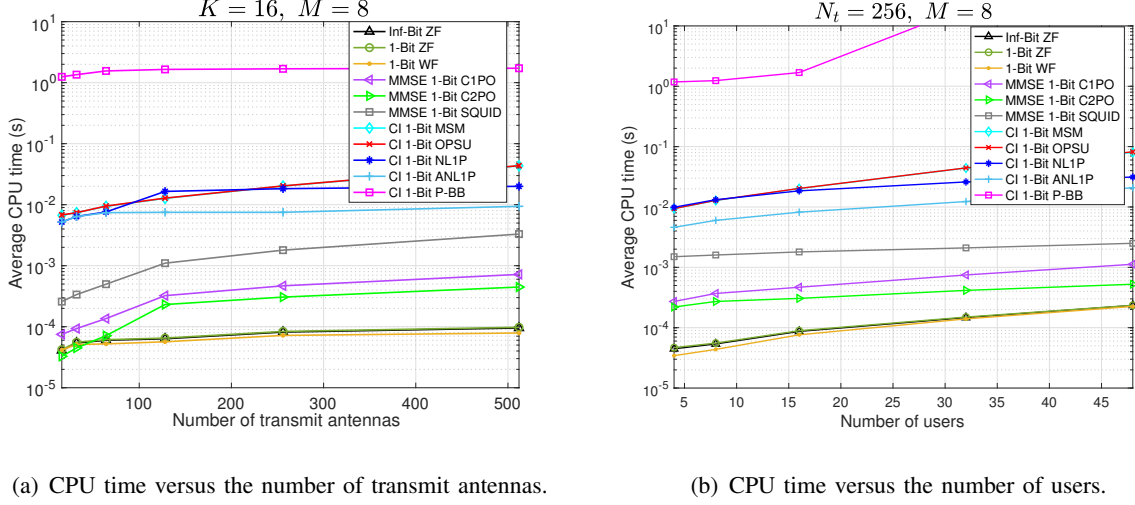 K = 16, M = 8
10^1
10^0
10^-1
10^-2
10^-3
10^-4
10^-5
Average CPU time (s)
100
200
300
400
500
Number of transmit antennas
Inf-Bit ZF
1-Bit ZF
1-Bit WF
MMSE 1-Bit C1PO
MMSE 1-Bit C2PO
MMSE 1-Bit SQUID
CI 1-Bit MSM
CI 1-Bit OPSU
CI 1-Bit NL1P
CI 1-Bit ANL1P
CI 1-Bit P-BB
(a) CPU time versus the number of transmit antennas.
N_t = 256, M = 8
10^1
10^0
10^-1
10^-2
10^-3
10^-4
10^-5
Average CPU time (s)
5
10
15
20
25
30
35
40
45
Number of users
Inf-Bit ZF
1-Bit ZF
1-Bit WF
MMSE 1-Bit C1PO
MMSE 1-Bit C2PO
MMSE 1-Bit SQUID
CI 1-Bit MSM
CI 1-Bit OPSU
CI 1-Bit NL1P
CI 1-Bit ANL1P
CI 1-Bit P-BB
(b) CPU time versus the number of users.